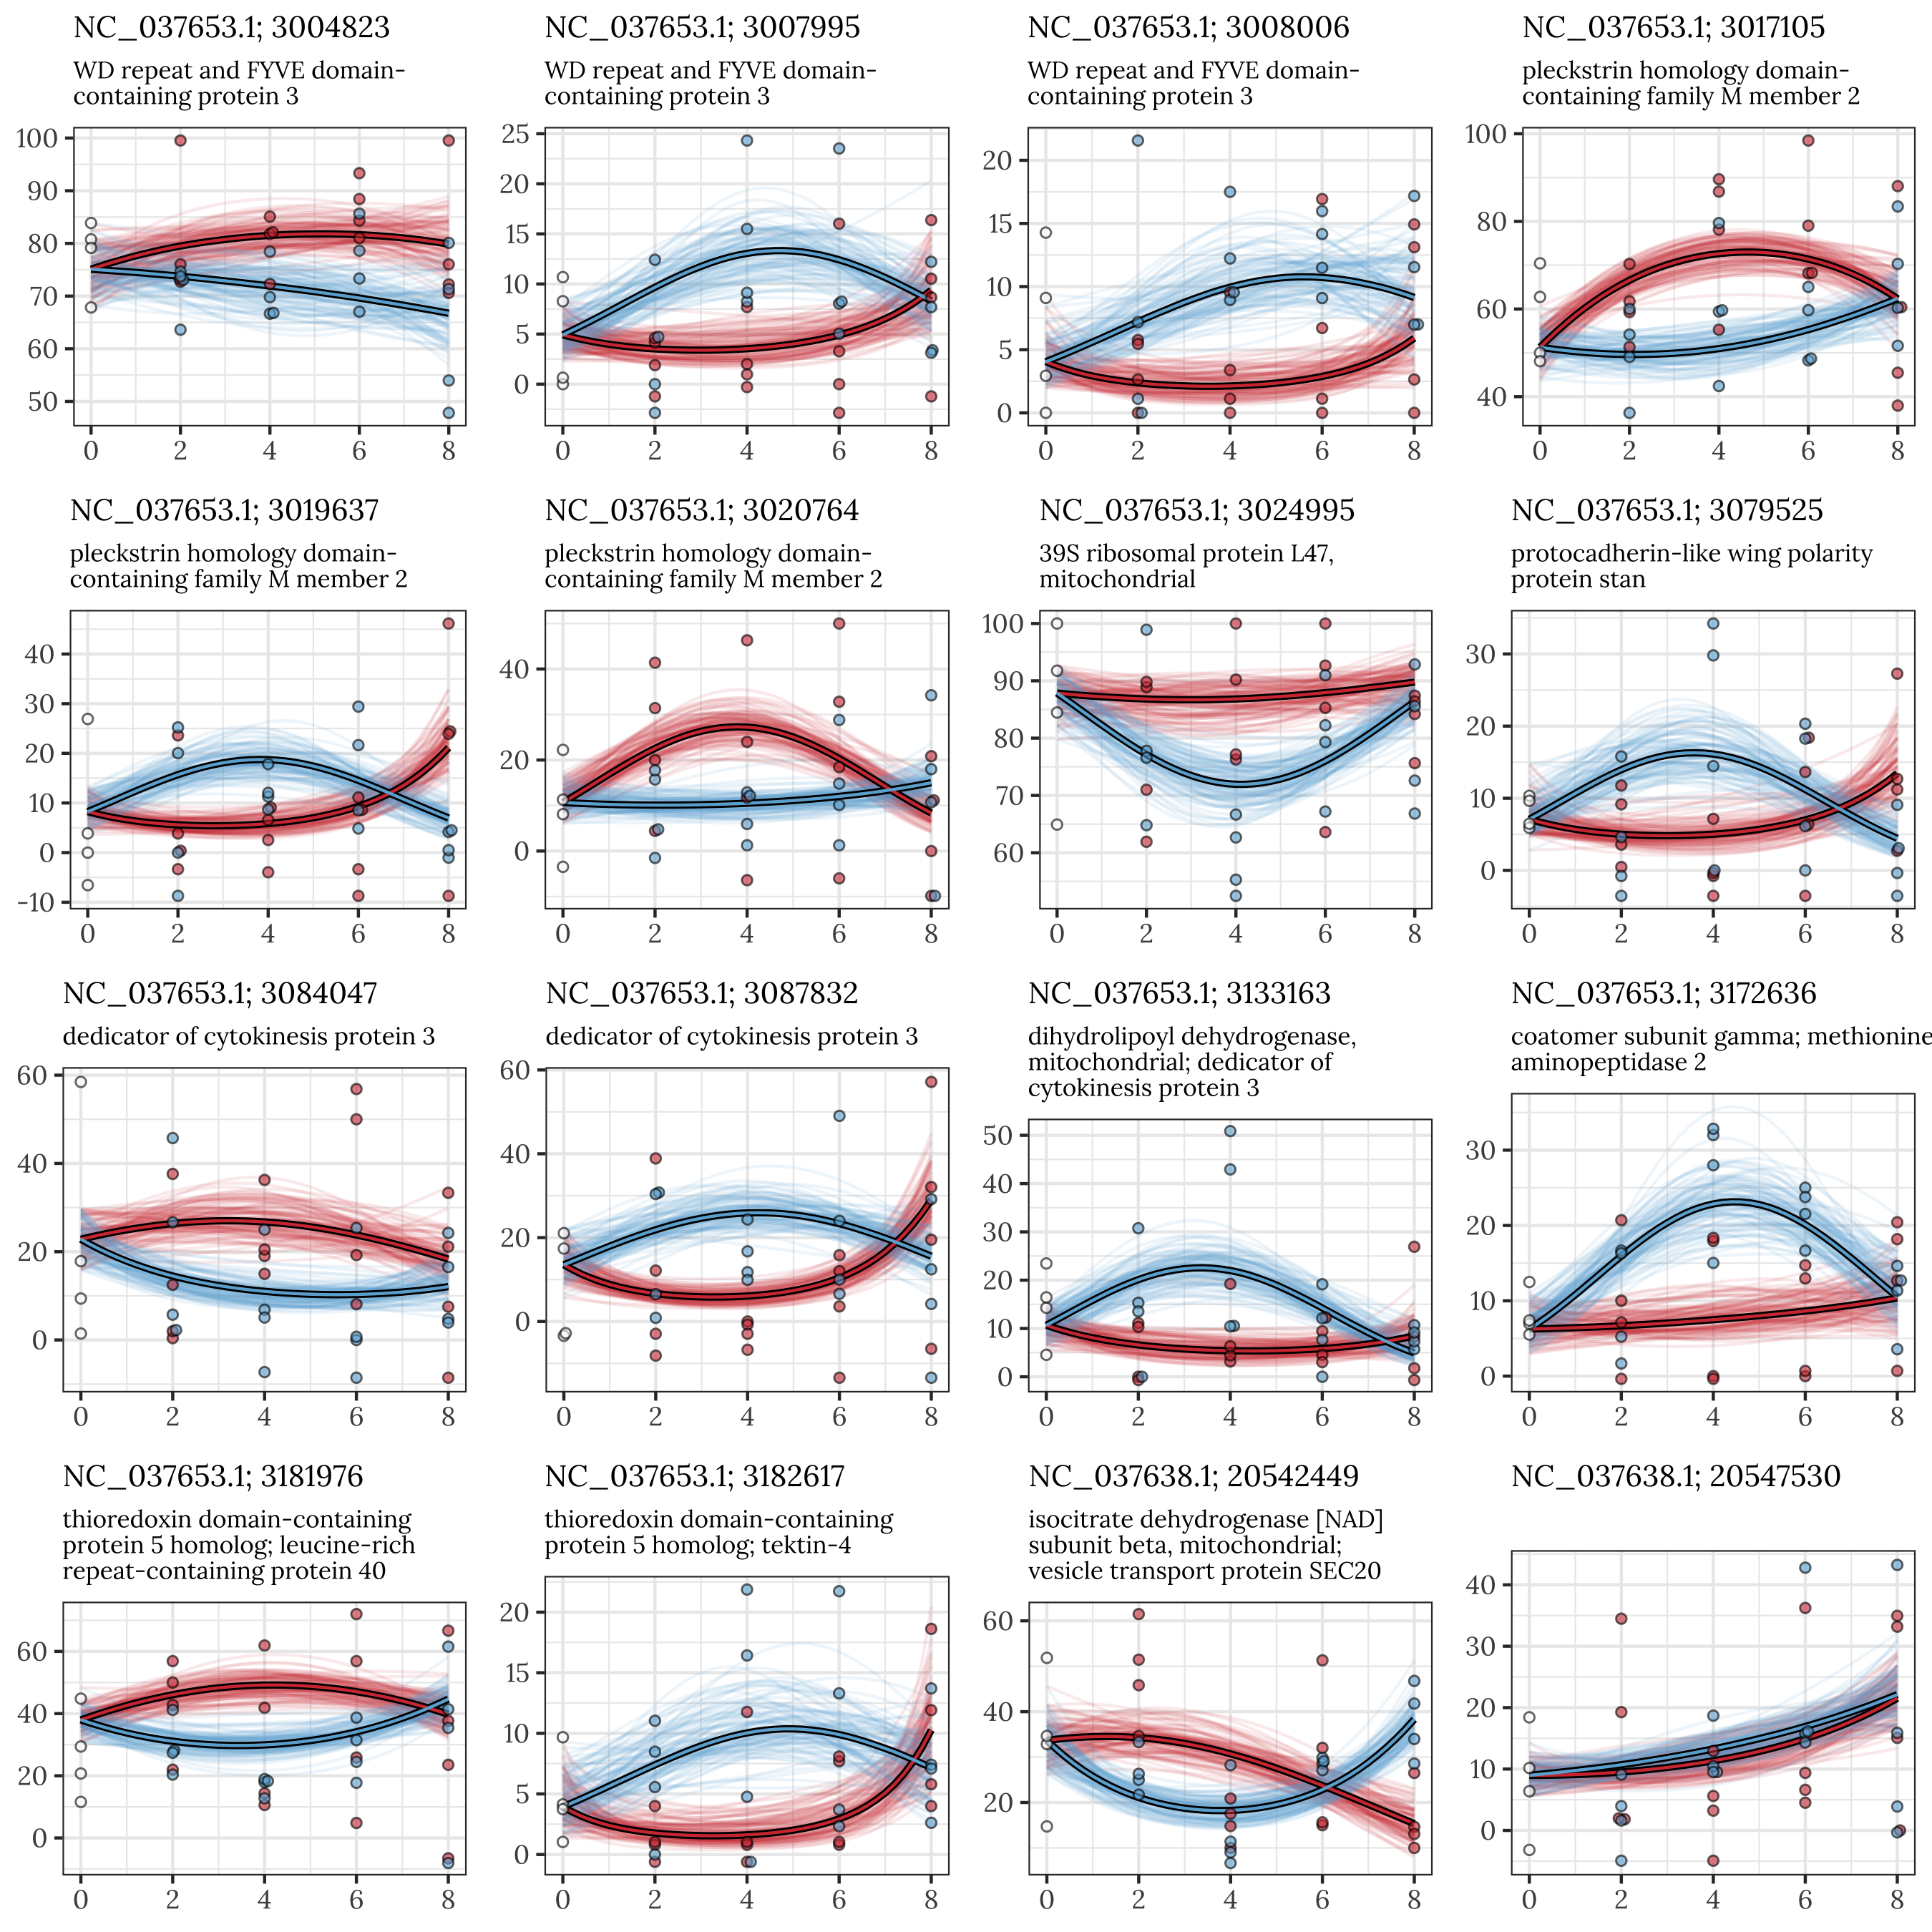 NC_037653.1; 3004823
WD repeat and FYVE domain-
containing protein 3
100
90
80
70
60
50
0 2 4 6 8
NC_037653.1; 3007995
WD repeat and FYVE domain-
containing protein 3
25
20
15
10
5
0
0 2 4 6 8
NC_037653.1; 3008006
WD repeat and FYVE domain-
containing protein 3
20
15
10
5
0
0 2 4 6 8
NC_037653.1; 3017105
pleckstrin homology domain-
containing family M member 2
100
80
60
40
0 2 4 6 8
NC_037653.1; 3019637
pleckstrin homology domain-
containing family M member 2
40
30
20
10
0
-10
0 2 4 6 8
NC_037653.1; 3020764
pleckstrin homology domain-
containing family M member 2
40
20
0
0 2 4 6 8
NC_037653.1; 3024995
39S ribosomal protein L47,
mitochondrial
100
90
80
70
60
0 2 4 6 8
NC_037653.1; 3079525
protocadherin-like wing polarity
protein stan
30
20
10
0
0 2 4 6 8
NC_037653.1; 3084047
dedicator of cytokinesis protein 3
60
40
20
0
0 2 4 6 8
NC_037653.1; 3087832
dedicator of cytokinesis protein 3
60
40
20
0
0 2 4 6 8
NC_037653.1; 3133163
dihydrolipoyl dehydrogenase,
mitochondrial; dedicator of
cytokinesis protein 3
50
40
30
20
10
0
0 2 4 6 8
NC_037653.1; 3172636
coatomer subunit gamma; methionine
aminopeptidase 2
30
20
10
0
0 2 4 6 8
NC_037653.1; 3181976
thioredoxin domain-containing
protein 5 homolog; leucine-rich
repeat-containing protein 40
60
40
20
0
0 2 4 6 8
NC_037653.1; 3182617
thioredoxin domain-containing
protein 5 homolog; tektin-4
20
15
10
5
0
0 2 4 6 8
NC_037638.1; 20542449
isocitrate dehydrogenase [NAD]
subunit beta, mitochondrial;
vesicle transport protein SEC20
60
40
20
0 2 4 6 8
NC_037638.1; 20547530
40
30
20
10
0
0 2 4 6 8